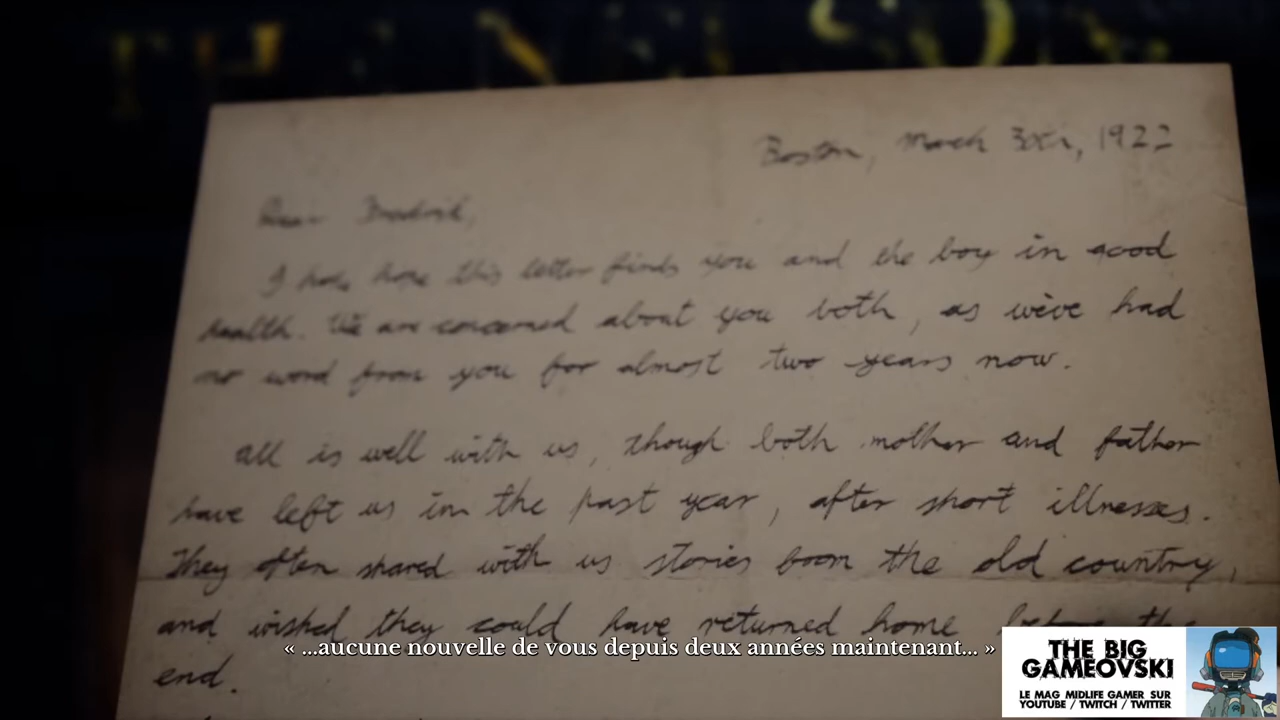 Boston, March 30th, 1922
Dear
I hope this letter finds you and the boy in good
health. We are concerned about you both, as we've had
no word from you for almost two years now.
All is well with us, though both mother and father
have left us in the past year, after short illnesses.
They often shared with us stories from the old country,
and wished they could have returned home before the
end.
« ...aucune nouvelle de vous depuis deux années maintenant... »
THE BIG
GAMEOVSKI
LE MAG MIDLIFE GAMER SUR
YOUTUBE / TWITCH / TWITTER